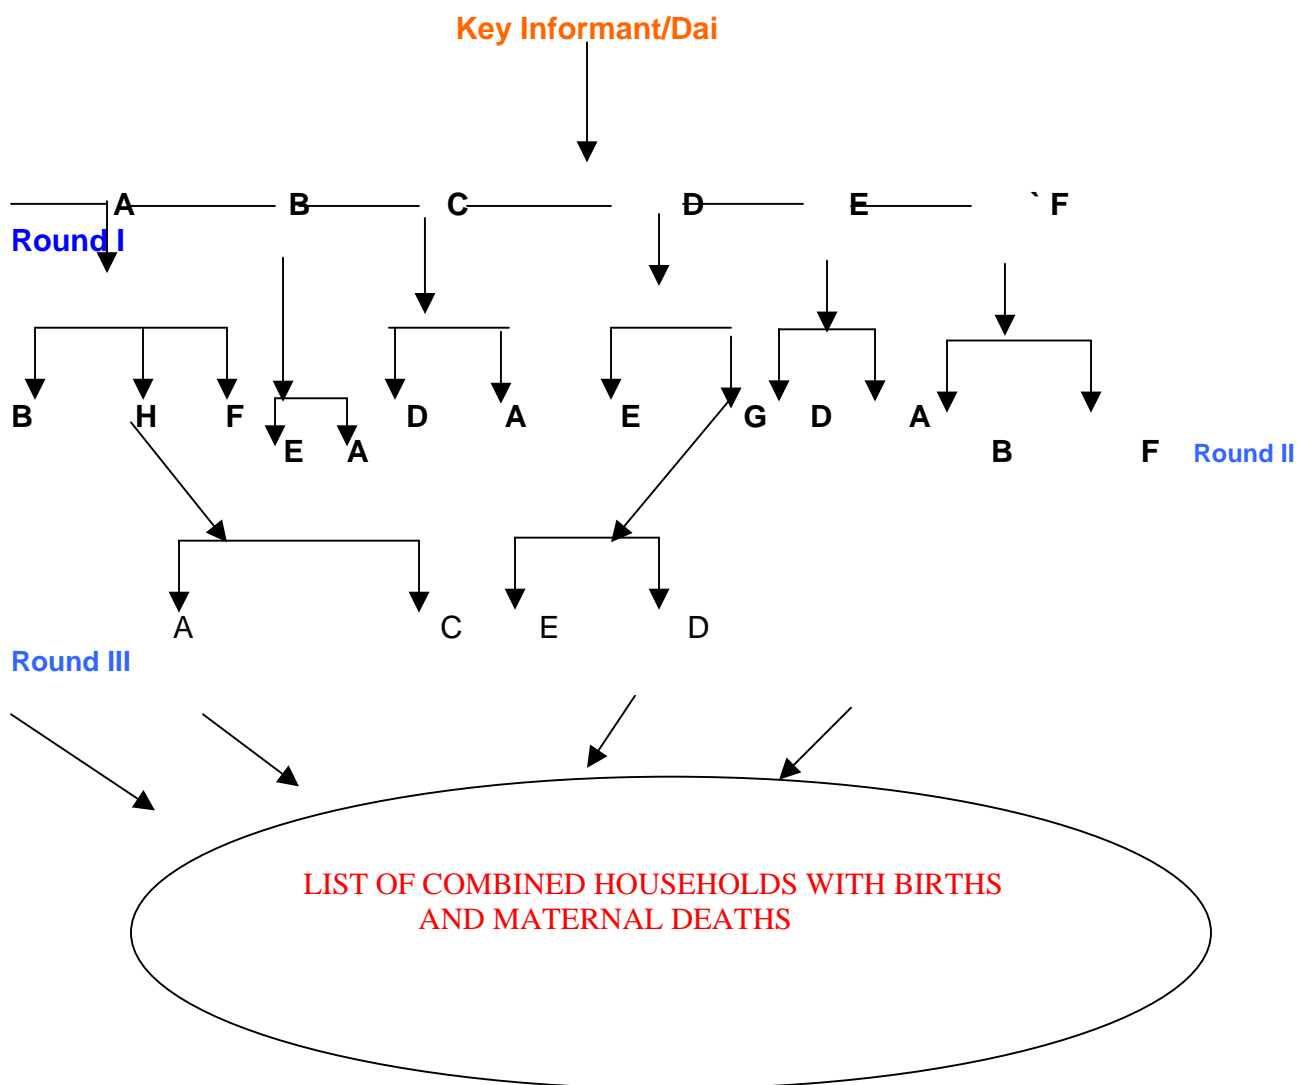 Key Informant/Dai
A B C D E ` F
Round I
B H F D A E G D A
E A B F Round II
A C E D
Round III
LIST OF COMBINED HOUSEHOLDS WITH BIRTHS
AND MATERNAL DEATHS